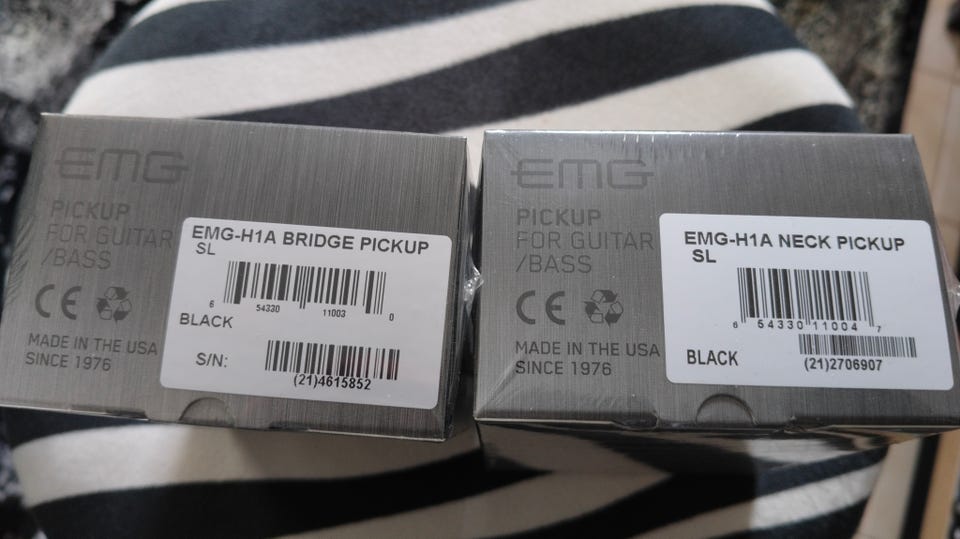 EMG
PICKUP
FOR GUITAR
/BASS
CE
MADE IN THE USA
SINCE 1976
EMG-H1A BRIDGE PICKUP
SL
6 54330 11003 0
BLACK
S/N:
(21)4615852
EMG
PICKUP
FOR GUITAR
/BASS
CE
MADE IN THE USA
SINCE 1976
EMG-H1A NECK PICKUP
SL
6 54330 11004 7
BLACK
(21)2706907